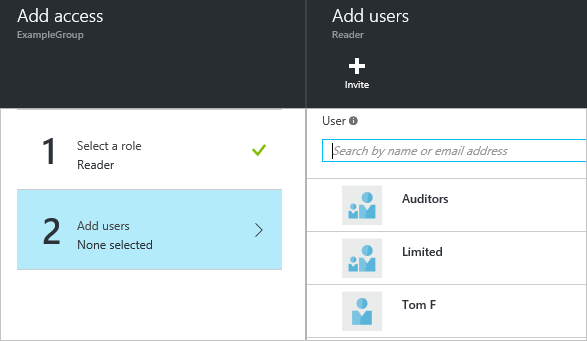 Add access
ExampleGroup
1
Select a role
Reader
2
Add users
None selected
Add users
Reader
Invite
User
Search by name or email address
Auditors
Limited
Tom F